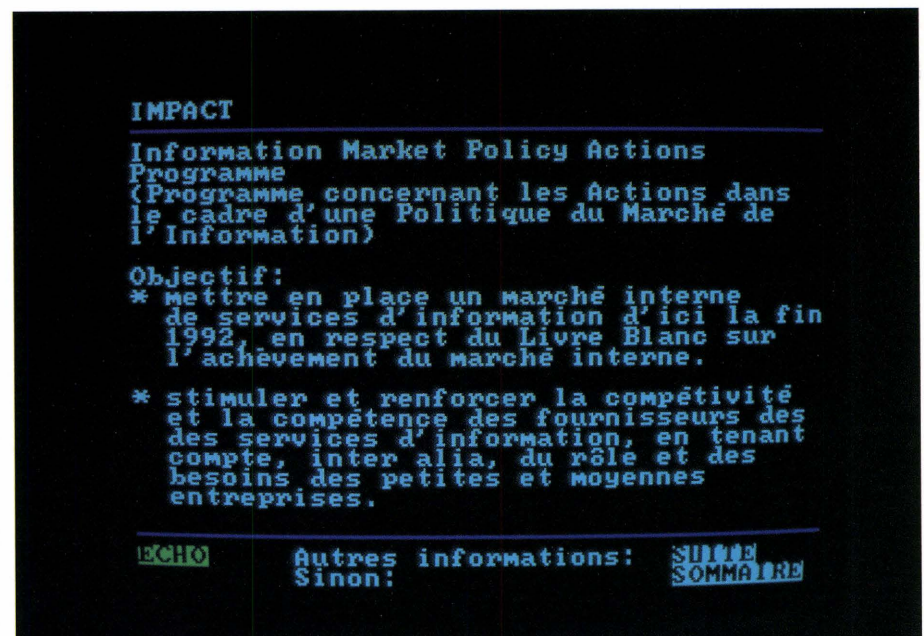 IMPACT
Information Market Policy Actions
Programme
(Programme concernant les Actions dans
le cadre d'une Politique du Marché de
l'Information)
Objectif:
* mettre en place un marché interne
de services d'information d'ici la fin
1992, en respect du Livre Blanc sur
l'achèvement du marché interne.
* stimuler et renforcer la compétivité
et la compétence des fournisseurs des
des services d'information, en tenant
compte, inter alia, du rôle et des
besoins des petites et moyennes
entreprises.
ECHO Autres informations: SUITE
Sinon: SOMMAIRE